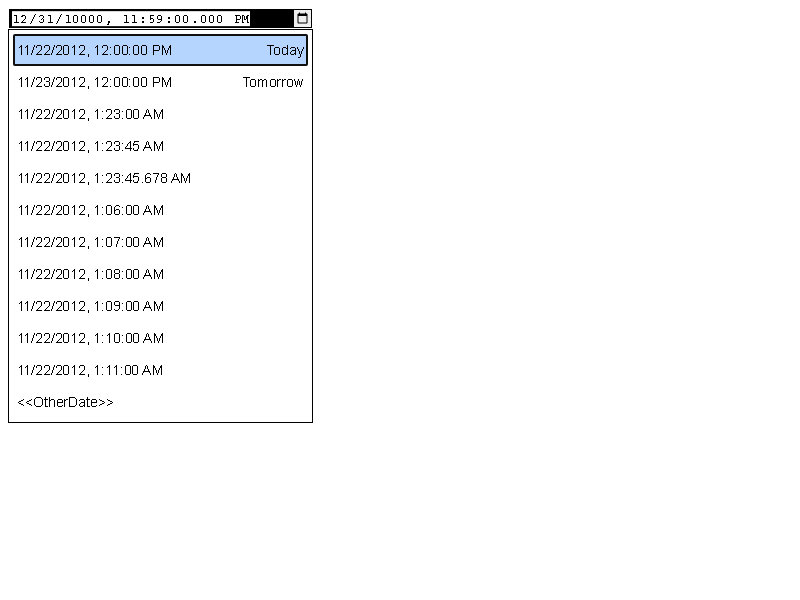 12/31/10000, 11:59:00.000 PM
11/22/2012, 12:00:00 PM Today
11/23/2012, 12:00:00 PM Tomorrow
11/22/2012, 1:23:00 AM
11/22/2012, 1:23:45 AM
11/22/2012, 1:23:45.678 AM
11/22/2012, 1:06:00 AM
11/22/2012, 1:07:00 AM
11/22/2012, 1:08:00 AM
11/22/2012, 1:09:00 AM
11/22/2012, 1:10:00 AM
11/22/2012, 1:11:00 AM
<<OtherDate>>